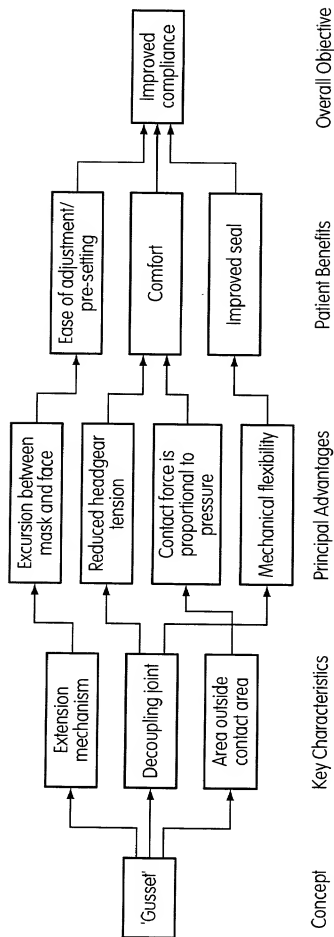 'Gusset'
Extension
mechanism
Decoupling joint
Area outside
contact area
Excursion between
mask and face
Reduced headgear
tension
Contact force is
proportional to
pressure
Mechanical flexibility
Ease of adjustment/
pre-setting
Comfort
Improved seal
Improved
compliance
Concept
Key Characteristics
Principal Advantages
Patient Benefits
Overall Objective